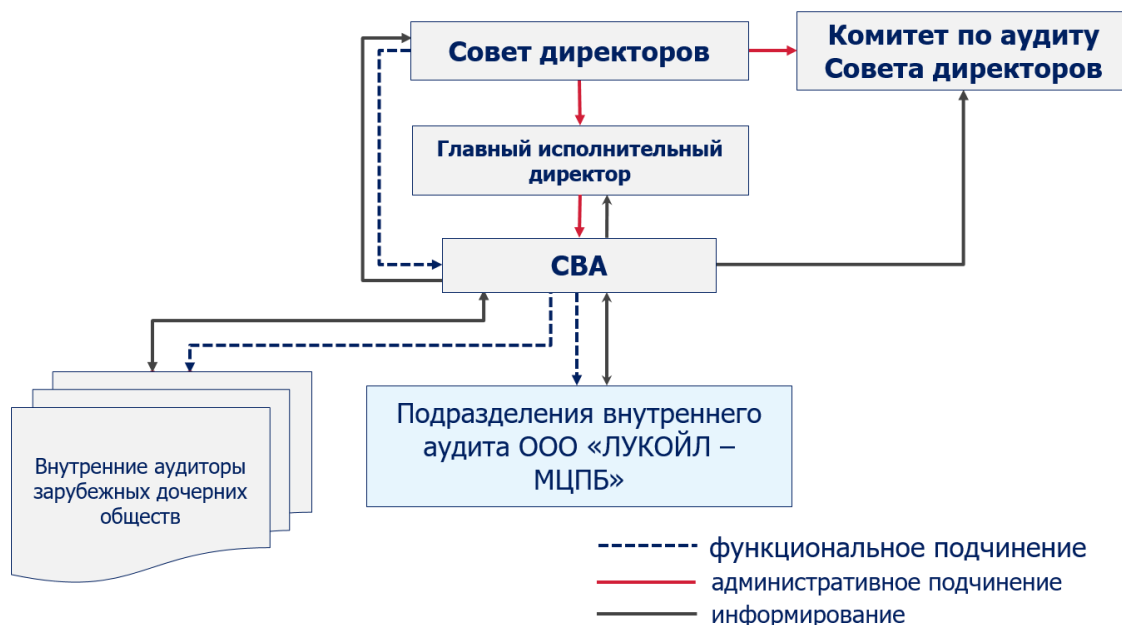 Совет директоров
Комитет по аудиту
Совета директоров
Главный исполнительный
директор
СВА
Подразделения внутреннего
аудита ООО «ЛУКОЙЛ –
МЦПБ»
Внутренние аудиторы
зарубежных дочерних
обществ
функциональное подчинение
административное подчинение
информирование